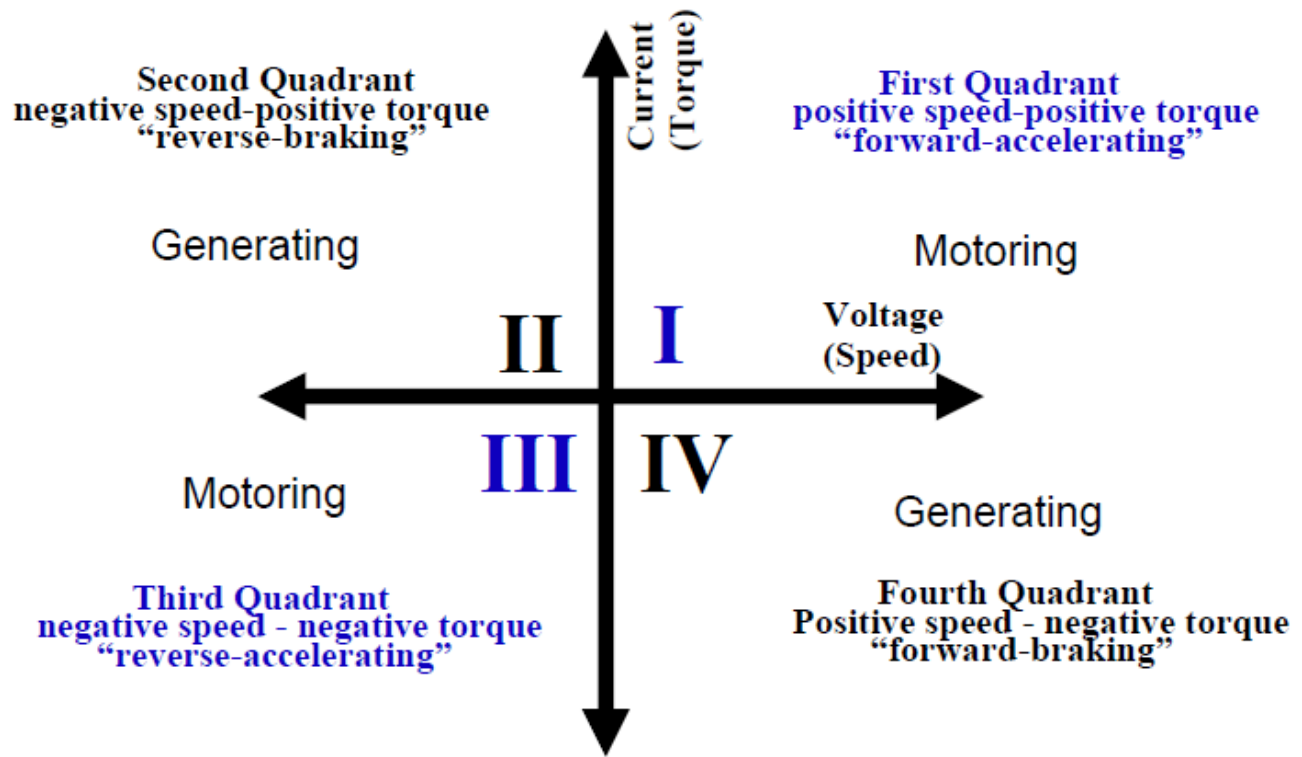 Second Quadrant
negative speed-positive torque
“reverse-braking”
Generating
Current
(Torque)
First Quadrant
positive speed-positive torque
“forward-accelerating”
Motoring
II
I
Voltage
(Speed)
III
IV
Motoring
Third Quadrant
negative speed - negative torque
“reverse-accelerating”
Generating
Fourth Quadrant
Positive speed - negative torque
“forward-braking”